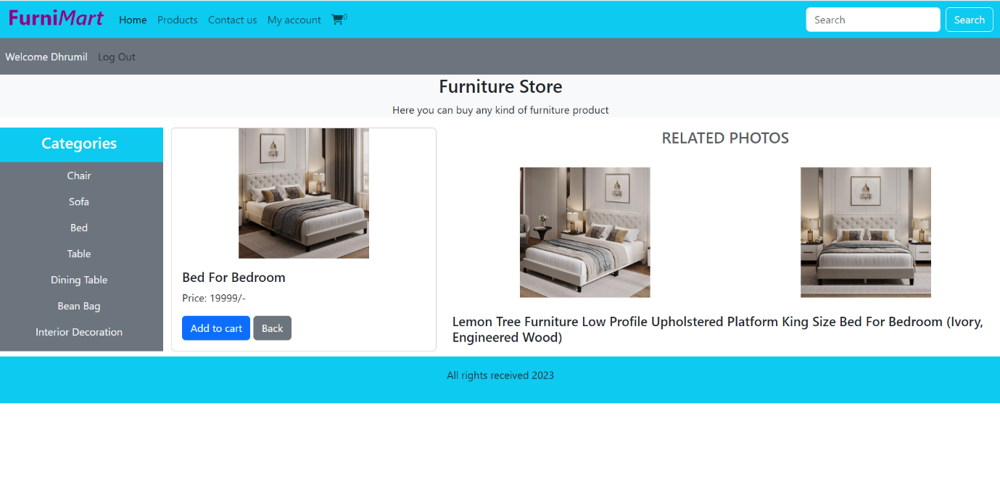 FurniMart Home Products Contact us My account 0 Search Search
Welcome Dhrumil Log Out
Furniture Store
Here you can buy any kind of furniture product
Categories
Chair
Sofa
Bed
Table
Dining Table
Bean Bag
Interior Decoration
Bed For Bedroom
Price: 19999/-
Add to cart Back
RELATED PHOTOS
Lemon Tree Furniture Low Profile Upholstered Platform King Size Bed For Bedroom (Ivory,
Engineered Wood)
All rights received 2023